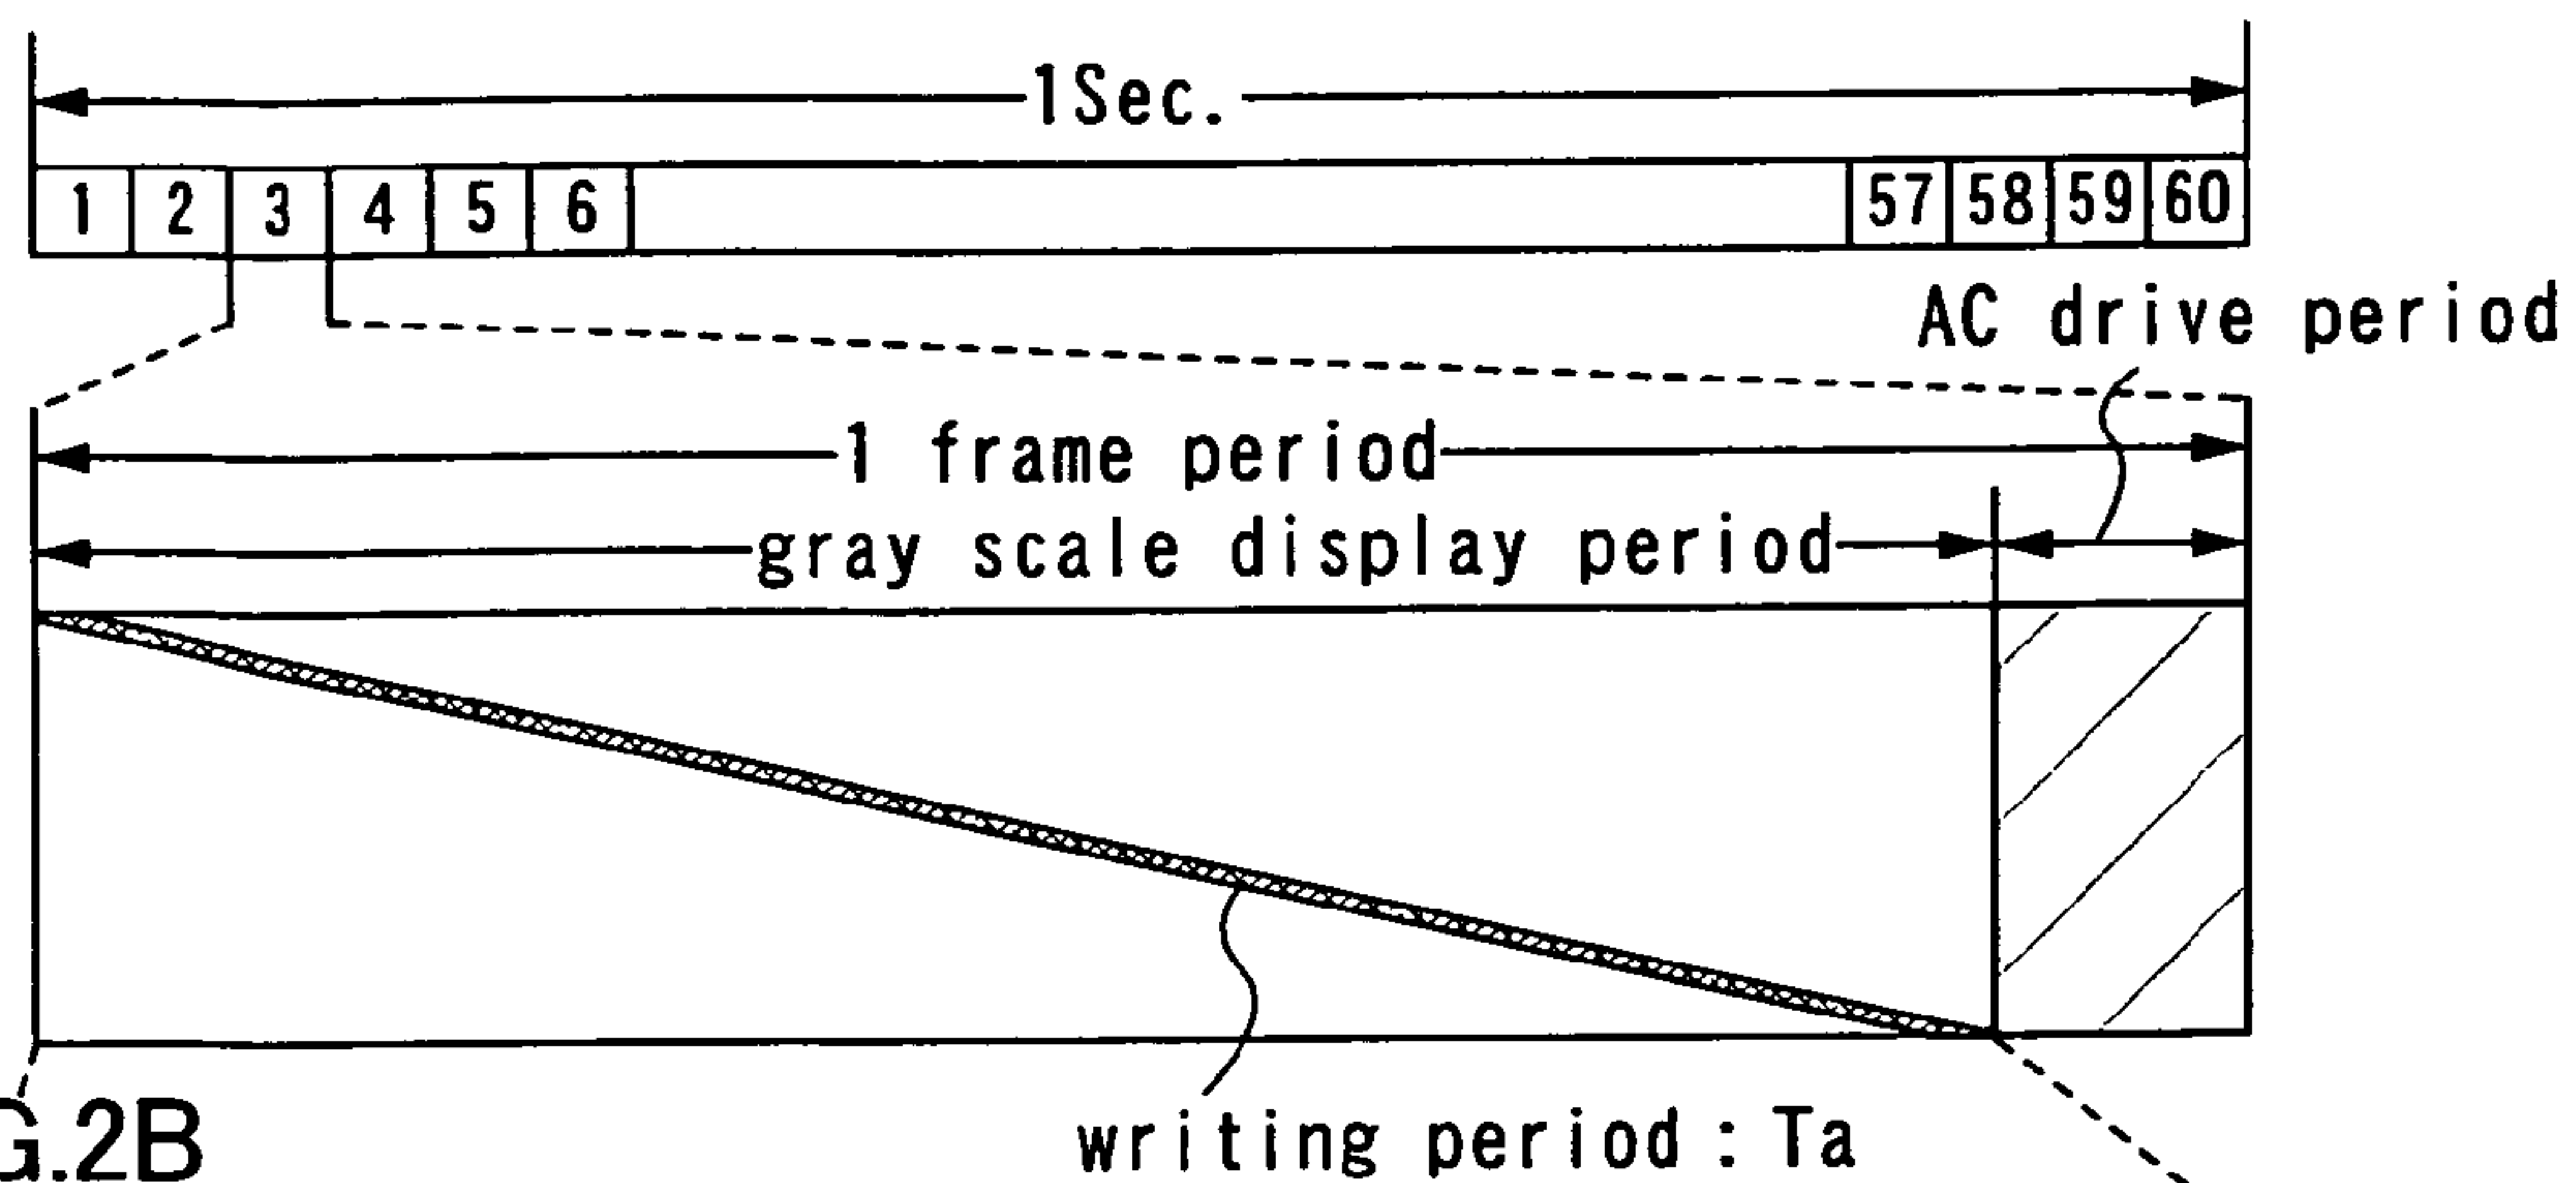 1Sec.
1 2 3 4 5 6 57 58 59 60
AC drive period
1 frame period
gray scale display period
writing period : Ta
G.2B